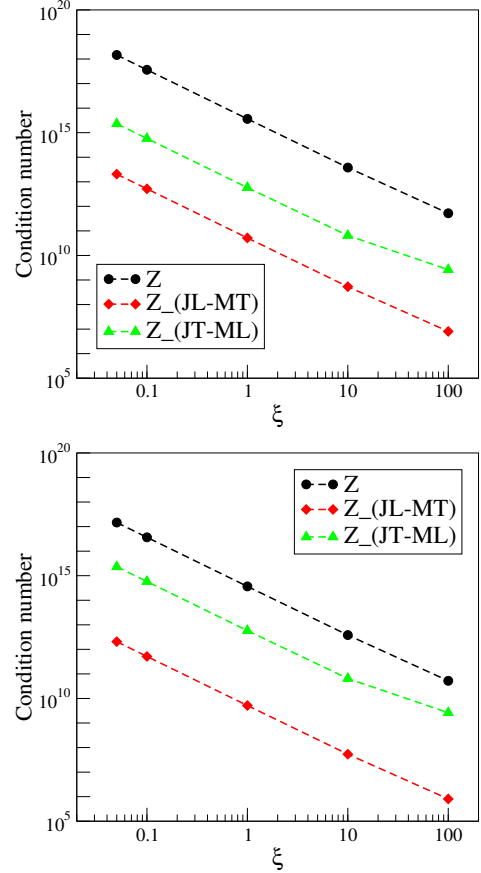 10^20
10^15
10^10
10^5
Condition number
Z
Z_(JL-MT)
Z_(JT-ML)
0.1 1 10 100
ξ
10^20
10^15
10^10
10^5
Condition number
Z
Z_(JL-MT)
Z_(JT-ML)
0.1 1 10 100
ξ